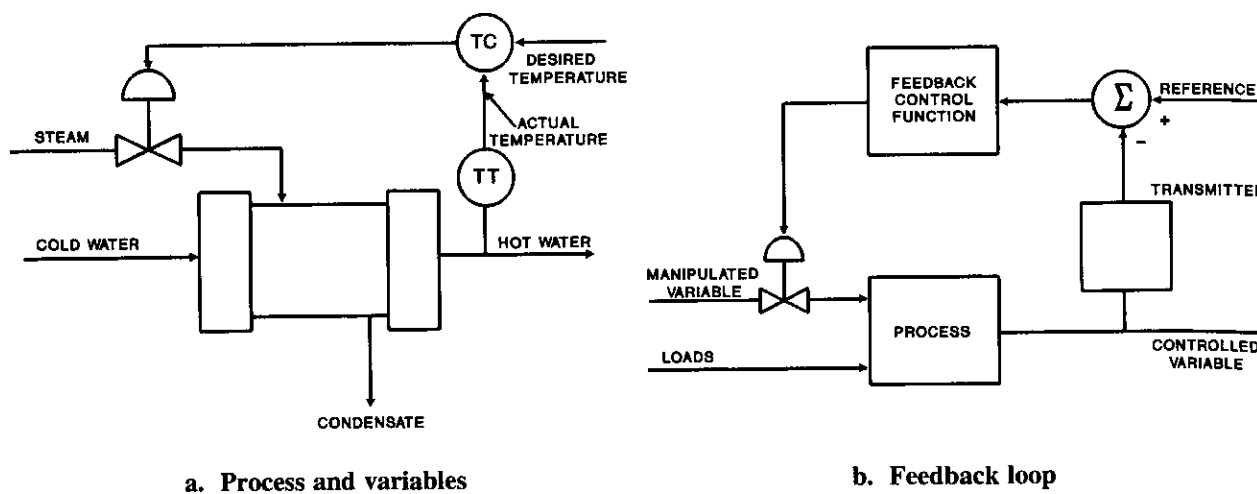 TC
DESIRED
TEMPERATURE
ACTUAL
TEMPERATURE
STEAM
TT
COLD WATER
HOT WATER
CONDENSATE
a. Process and variables
FEEDBACK
CONTROL
FUNCTION
Σ
REFERENCE
+
-
TRANSMITTER
MANIPULATED
VARIABLE
PROCESS
LOADS
CONTROLLED
VARIABLE
b. Feedback loop